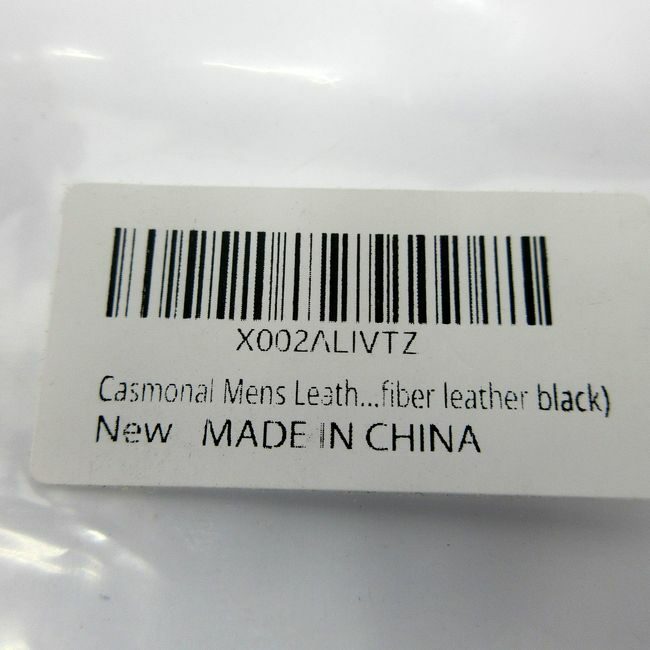 X002ALIVTZ
Casmonal Mens Leath...fiber leather black)
New MADE IN CHINA